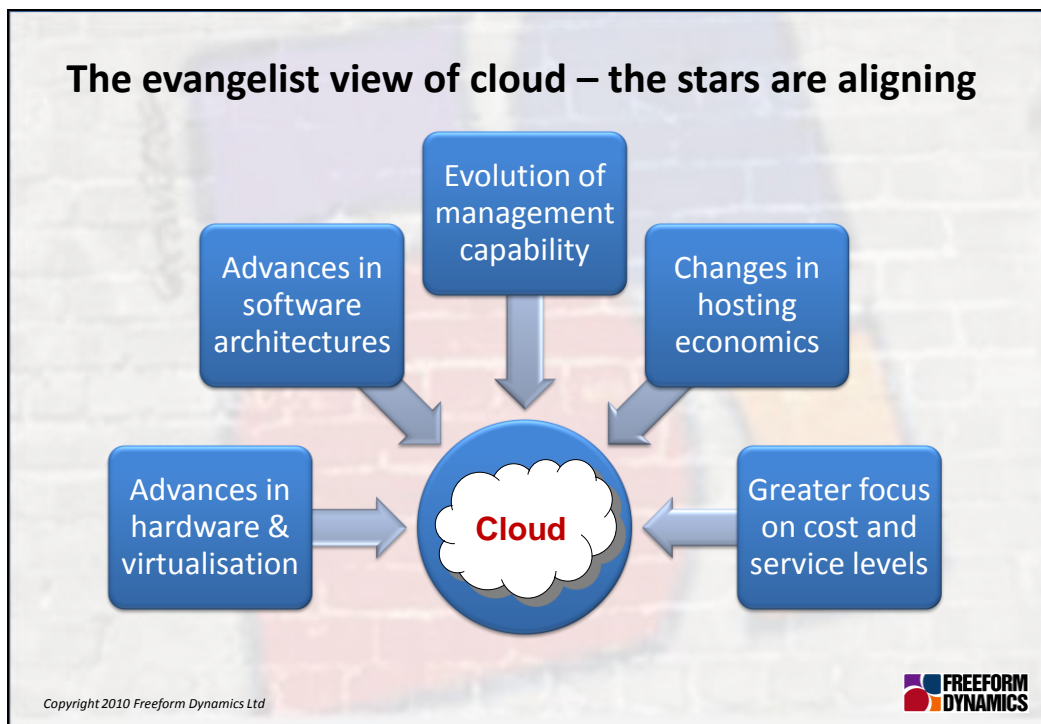 The evangelist view of cloud – the stars are aligning
Evolution of
management
capability
Advances in
software
architectures
Changes in
hosting
economics
Advances in
hardware &
virtualisation
Cloud
Greater focus
on cost and
service levels
Copyright 2010 Freeform Dynamics Ltd
FREEFORM
DYNAMICS